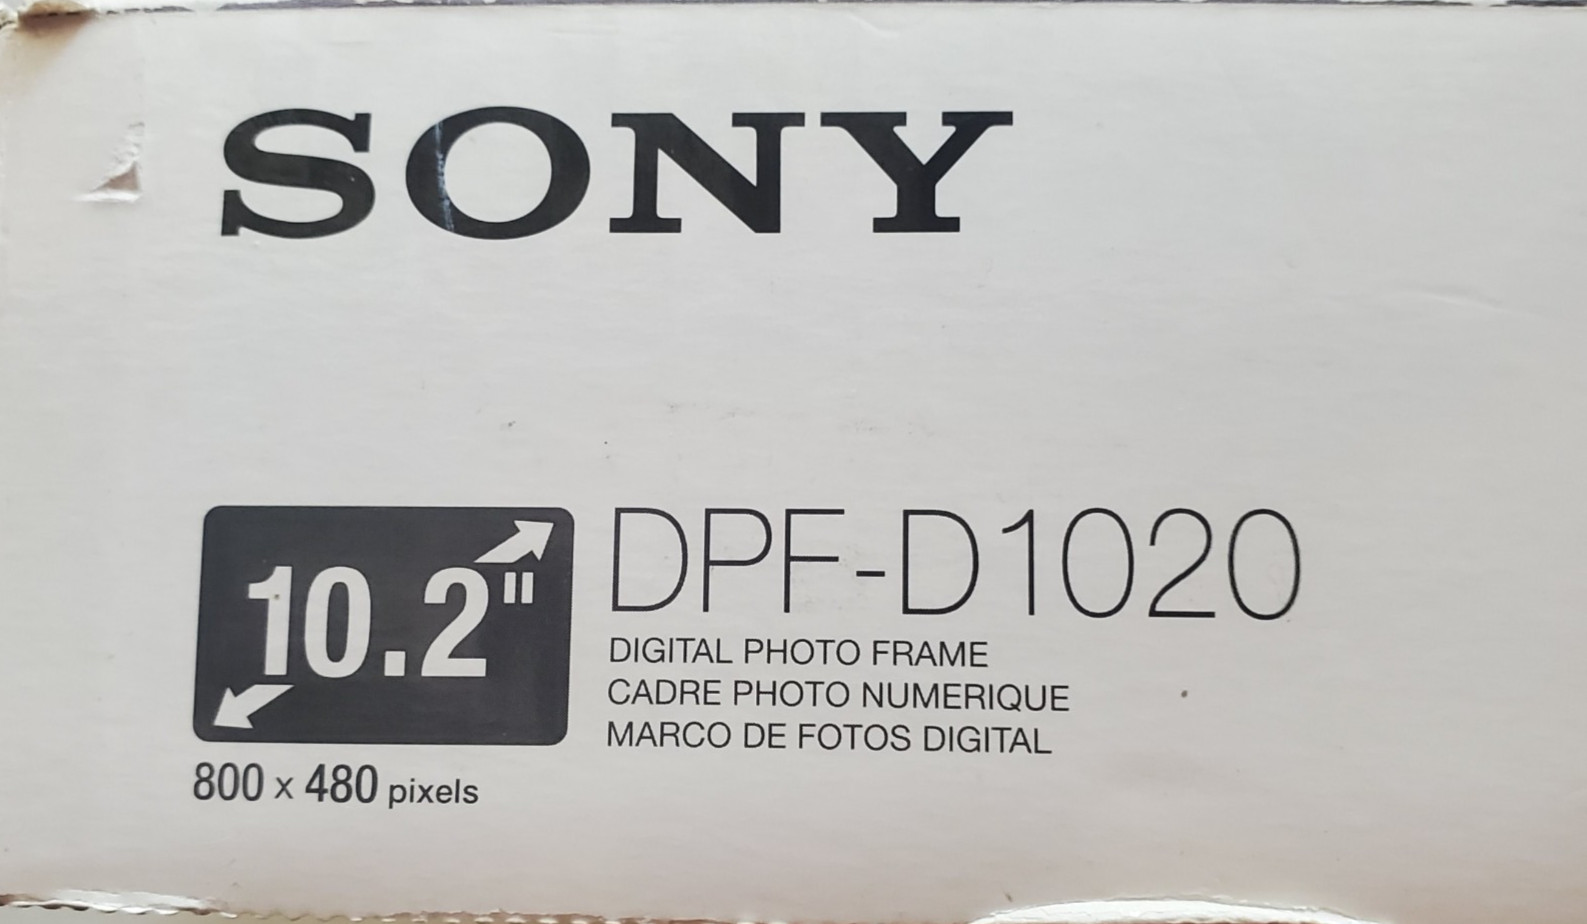 SONY
10.2"
DPF-D1020
DIGITAL PHOTO FRAME
CADRE PHOTO NUMERIQUE
MARCO DE FOTOS DIGITAL
800 x 480 pixels